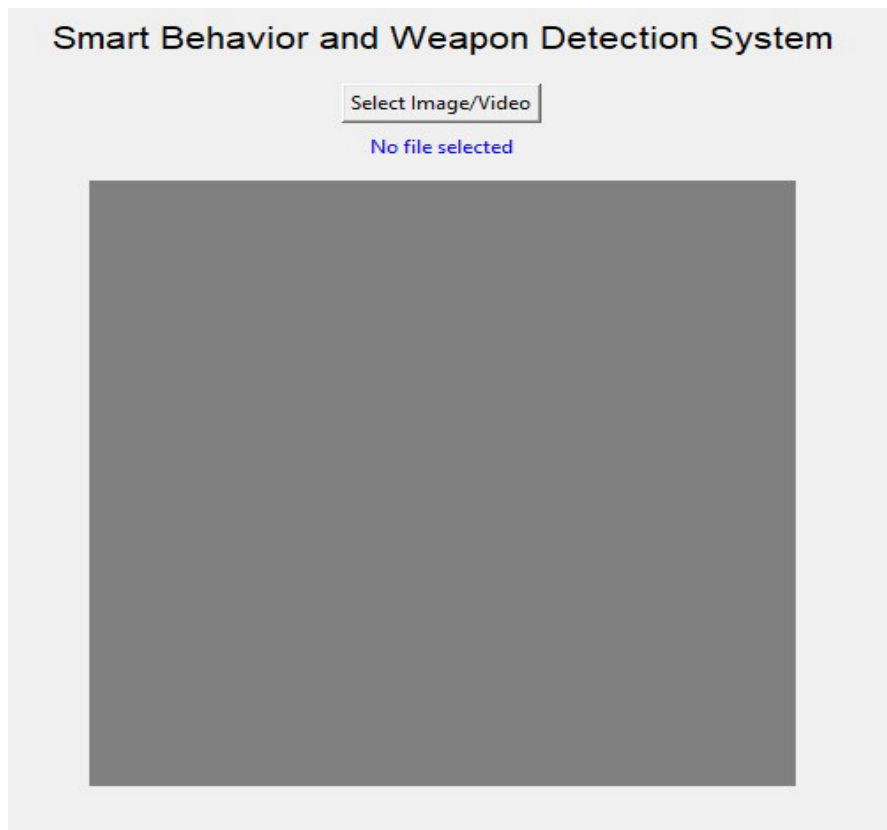 Smart Behavior and Weapon Detection System
Select Image/Video
No file selected